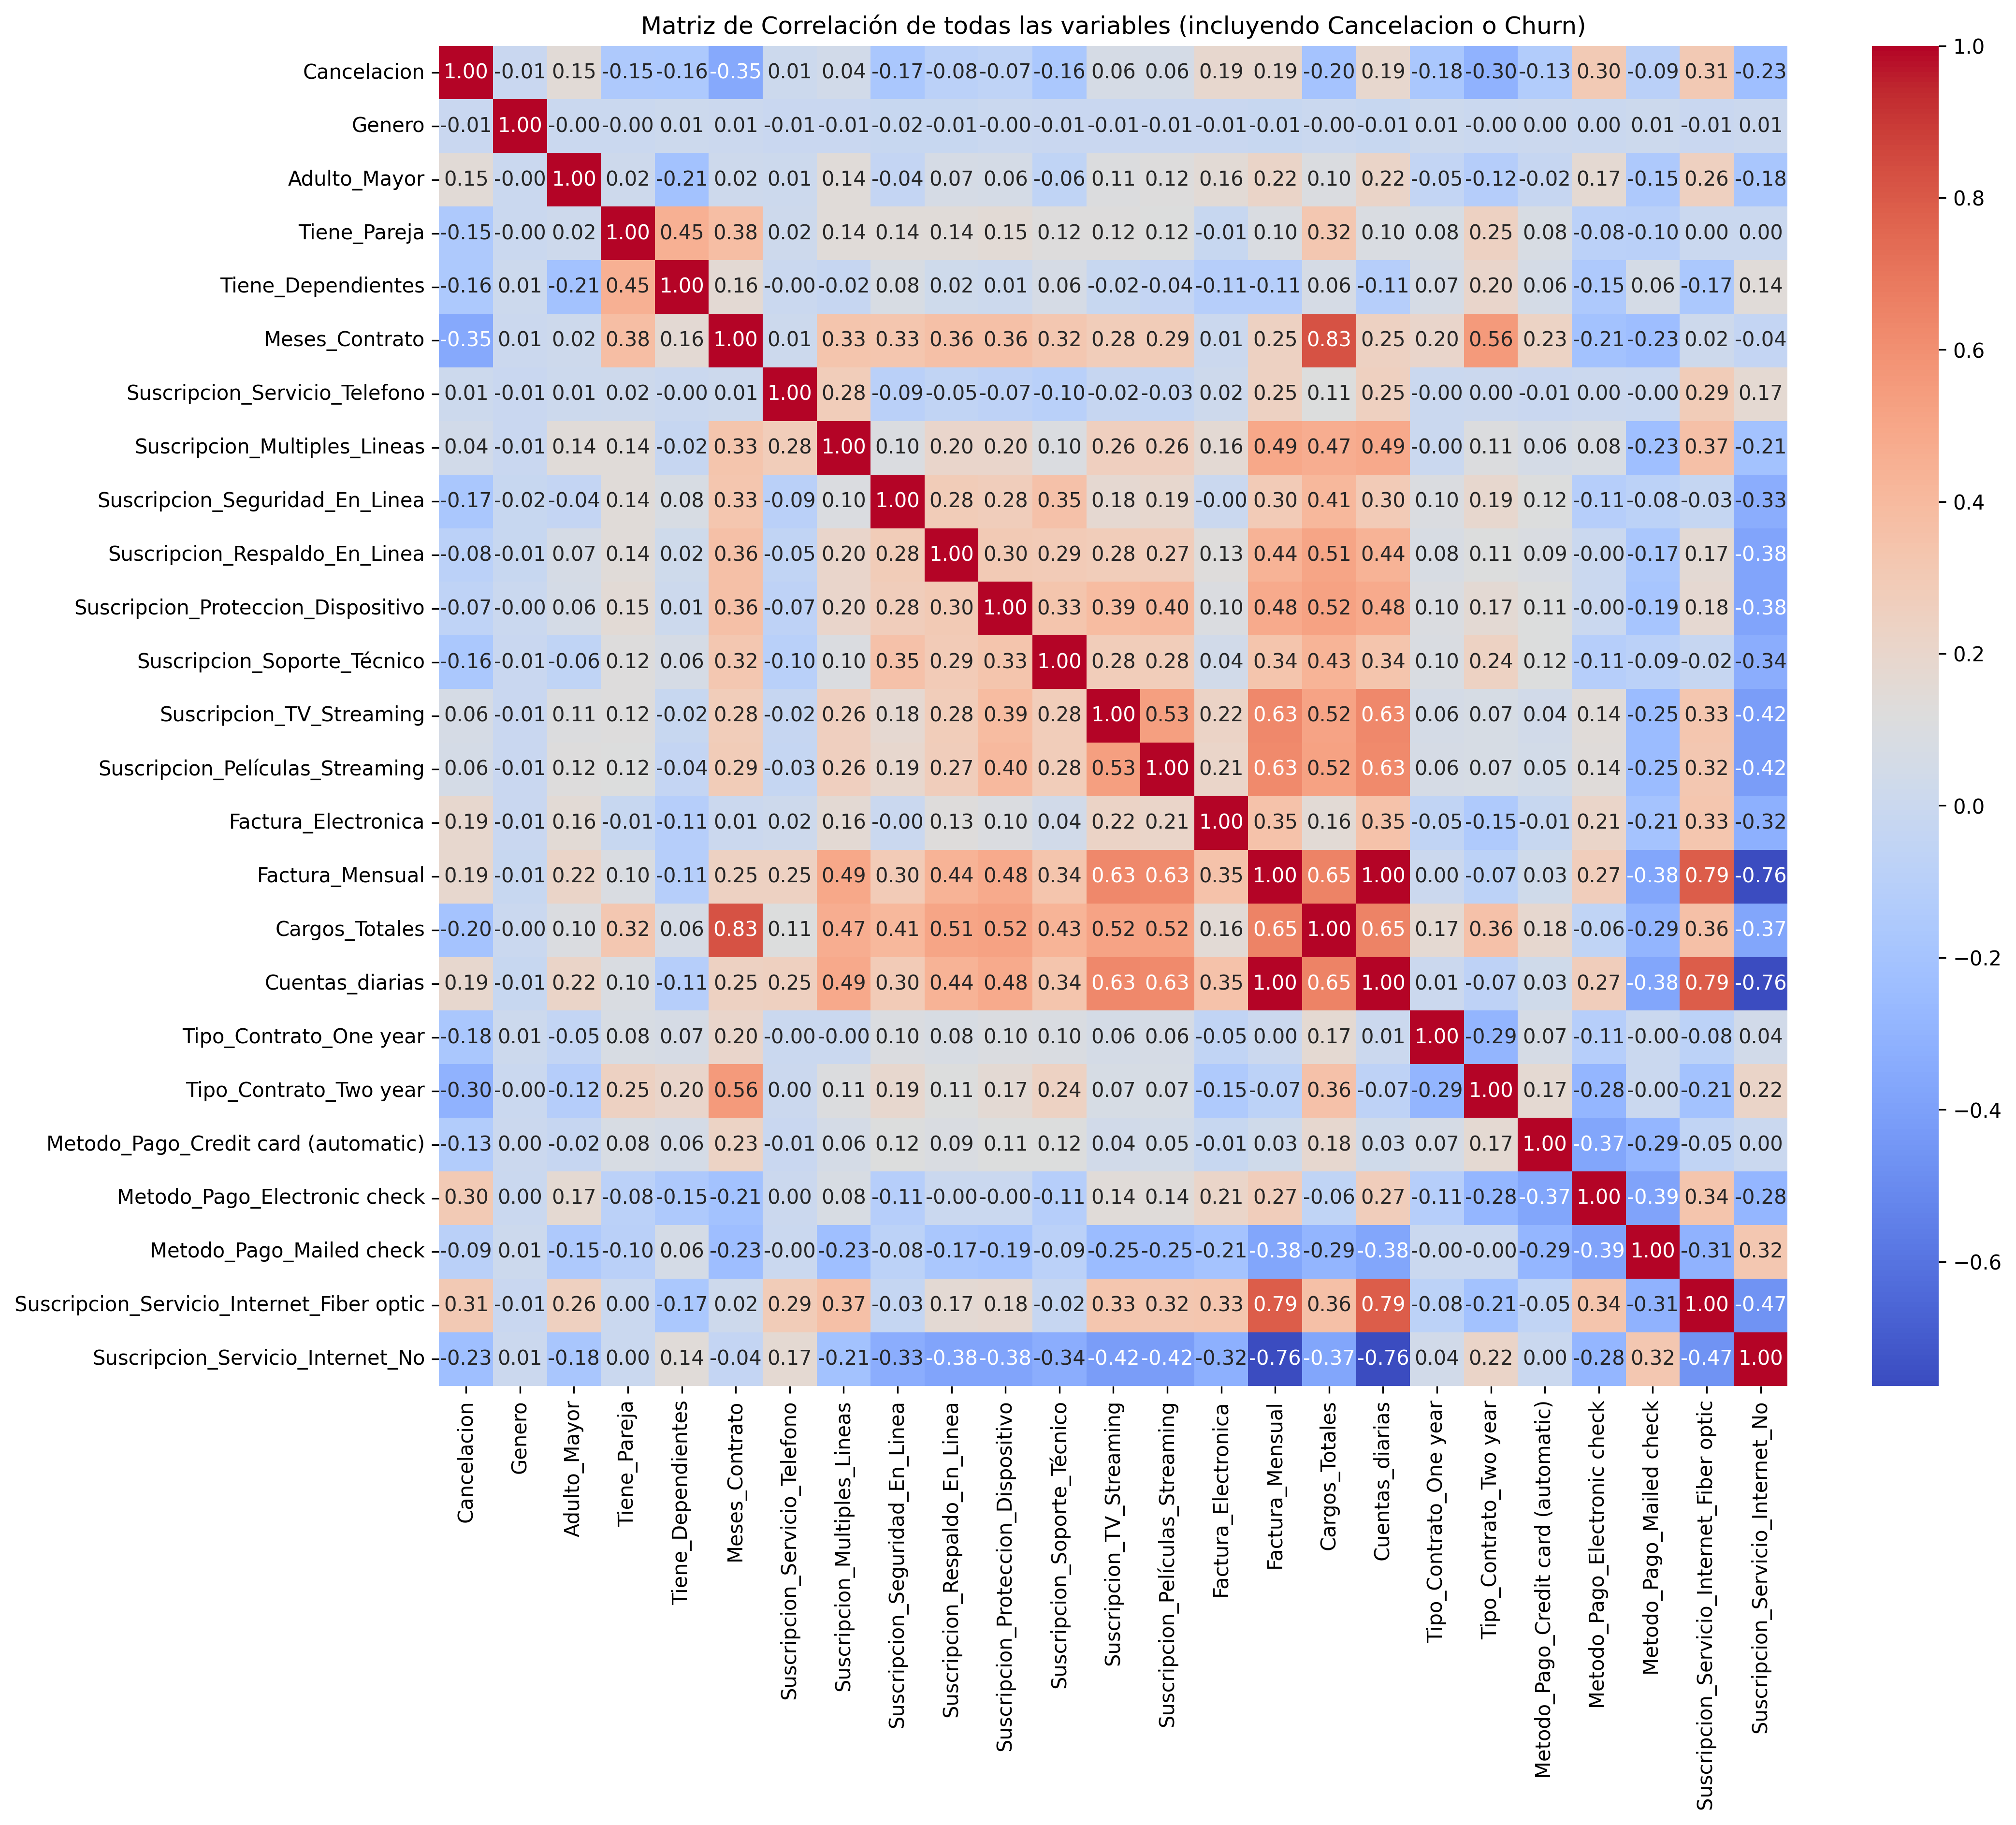 Matriz de Correlación de todas las variables (incluyendo Cancelacion o Churn)
Cancelacion 1.00 -0.01 0.15 -0.15 -0.16 -0.35 0.01 0.04 -0.17 -0.08 -0.07 -0.16 0.06 0.06 0.19 0.19 -0.20 0.19 -0.18 -0.30 -0.13 0.30 -0.09 0.31 -0.23
Genero -0.01 1.00 -0.00 -0.00 0.01 0.01 -0.01 -0.01 -0.02 -0.01 -0.00 -0.01 -0.01 -0.01 -0.01 -0.01 -0.00 -0.01 0.01 -0.00 0.00 0.00 0.01 -0.01 0.01
Adulto_Mayor 0.15 -0.00 1.00 0.02 -0.21 0.02 0.01 0.14 -0.04 0.07 0.06 -0.06 0.11 0.12 0.16 0.22 0.10 0.22 -0.05 -0.12 -0.02 0.17 -0.15 0.26 -0.18
Tiene_Pareja -0.15 -0.00 0.02 1.00 0.45 0.38 0.02 0.14 0.14 0.14 0.15 0.12 0.12 0.12 -0.01 0.10 0.32 0.10 0.08 0.25 0.08 -0.08 -0.10 0.00 0.00
Tiene_Dependientes -0.16 0.01 -0.21 0.45 1.00 0.16 -0.00 -0.02 0.08 0.02 0.01 0.06 -0.02 -0.04 -0.11 -0.11 0.06 -0.11 0.07 0.20 0.06 -0.15 0.06 -0.17 0.14
Meses_Contrato -0.35 0.01 0.02 0.38 0.16 1.00 0.01 0.33 0.33 0.36 0.36 0.32 0.28 0.29 0.01 0.25 0.83 0.25 0.20 0.56 0.23 -0.21 -0.23 0.02 -0.04
Suscripcion_Servicio_Telefono 0.01 -0.01 0.01 0.02 -0.00 0.01 1.00 0.28 -0.09 -0.05 -0.07 -0.10 -0.02 -0.03 0.02 0.25 0.11 0.25 -0.00 0.00 -0.01 0.00 -0.00 0.29 0.17
Suscripcion_Multiples_Lineas 0.04 -0.01 0.14 0.14 -0.02 0.33 0.28 1.00 0.10 0.20 0.20 0.10 0.26 0.26 0.16 0.49 0.47 0.49 -0.00 0.11 0.06 0.08 -0.23 0.37 -0.21
Suscripcion_Seguridad_En_Linea -0.17 -0.02 -0.04 0.14 0.08 0.33 -0.09 0.10 1.00 0.28 0.28 0.35 0.18 0.19 -0.00 0.30 0.41 0.30 0.10 0.19 0.12 -0.11 -0.08 -0.03 -0.33
Suscripcion_Respaldo_En_Linea -0.08 -0.01 0.07 0.14 0.02 0.36 -0.05 0.20 0.28 1.00 0.30 0.29 0.28 0.27 0.13 0.44 0.51 0.44 0.08 0.11 0.09 -0.00 -0.17 0.17 -0.38
Suscripcion_Proteccion_Dispositivo -0.07 -0.00 0.06 0.15 0.01 0.36 -0.07 0.20 0.28 0.30 1.00 0.33 0.39 0.40 0.10 0.48 0.52 0.48 0.10 0.17 0.11 -0.00 -0.19 0.18 -0.38
Suscripcion_Soporte_Técnico -0.16 -0.01 -0.06 0.12 0.06 0.32 -0.10 0.10 0.35 0.29 0.33 1.00 0.28 0.28 0.04 0.34 0.43 0.34 0.10 0.24 0.12 -0.11 -0.09 -0.02 -0.34
Suscripcion_TV_Streaming 0.06 -0.01 0.11 0.12 -0.02 0.28 -0.02 0.26 0.18 0.28 0.39 0.28 1.00 0.53 0.22 0.63 0.52 0.63 0.06 0.07 0.04 0.14 -0.25 0.33 -0.42
Suscripcion_Películas_Streaming 0.06 -0.01 0.12 0.12 -0.04 0.29 -0.03 0.26 0.19 0.27 0.40 0.28 0.53 1.00 0.21 0.63 0.52 0.63 0.06 0.07 0.05 0.14 -0.25 0.32 -0.42
Factura_Electronica 0.19 -0.01 0.16 -0.01 -0.11 0.01 0.02 0.16 -0.00 0.13 0.10 0.04 0.22 0.21 1.00 0.35 0.16 0.35 -0.05 -0.15 -0.01 0.21 -0.21 0.33 -0.32
Factura_Mensual 0.19 -0.01 0.22 0.10 -0.11 0.25 0.25 0.49 0.30 0.44 0.48 0.34 0.63 0.63 0.35 1.00 0.65 1.00 0.00 -0.07 0.03 0.27 -0.38 0.79 -0.76
Cargos_Totales -0.20 -0.00 0.10 0.32 0.06 0.83 0.11 0.47 0.41 0.51 0.52 0.43 0.52 0.52 0.16 0.65 1.00 0.65 0.17 0.36 0.18 -0.06 -0.29 0.36 -0.37
Cuentas_diarias 0.19 -0.01 0.22 0.10 -0.11 0.25 0.25 0.49 0.30 0.44 0.48 0.34 0.63 0.63 0.35 1.00 0.65 1.00 0.01 -0.07 0.03 0.27 -0.38 0.79 -0.76
Tipo_Contrato_One year -0.18 0.01 -0.05 0.08 0.07 0.20 -0.00 -0.00 0.10 0.08 0.10 0.10 0.06 0.06 -0.05 0.00 0.17 0.01 1.00 -0.29 0.07 -0.11 -0.00 -0.08 0.04
Tipo_Contrato_Two year -0.30 -0.00 -0.12 0.25 0.20 0.56 0.00 0.11 0.19 0.11 0.17 0.24 0.07 0.07 -0.15 -0.07 0.36 -0.07 -0.29 1.00 0.17 -0.28 -0.00 -0.21 0.22
Metodo_Pago_Credit card (automatic) -0.13 0.00 -0.02 0.08 0.06 0.23 -0.01 0.06 0.12 0.09 0.11 0.12 0.04 0.05 -0.01 0.03 0.18 0.03 0.07 0.17 1.00 -0.37 -0.29 -0.05 0.00
Metodo_Pago_Electronic check 0.30 0.00 0.17 -0.08 -0.15 -0.21 0.00 0.08 -0.11 -0.00 -0.00 -0.11 0.14 0.14 0.21 0.27 -0.06 0.27 -0.11 -0.28 -0.37 1.00 -0.39 0.34 -0.28
Metodo_Pago_Mailed check -0.09 0.01 -0.15 -0.10 0.06 -0.23 -0.00 -0.23 -0.08 -0.17 -0.19 -0.09 -0.25 -0.25 -0.21 -0.38 -0.29 -0.38 -0.00 -0.00 -0.29 -0.39 1.00 -0.31 0.32
Suscripcion_Servicio_Internet_Fiber optic 0.31 -0.01 0.26 0.00 -0.17 0.02 0.29 0.37 -0.03 0.17 0.18 -0.02 0.33 0.32 0.33 0.79 0.36 0.79 -0.08 -0.21 -0.05 0.34 -0.31 1.00 -0.47
Suscripcion_Servicio_Internet_No -0.23 0.01 -0.18 0.00 0.14 -0.04 0.17 -0.21 -0.33 -0.38 -0.38 -0.34 -0.42 -0.42 -0.32 -0.76 -0.37 -0.76 0.04 0.22 0.00 -0.28 0.32 -0.47 1.00
Cancelacion
Genero
Adulto_Mayor
Tiene_Pareja
Tiene_Dependientes
Meses_Contrato
Suscripcion_Servicio_Telefono
Suscripcion_Multiples_Lineas
Suscripcion_Seguridad_En_Linea
Suscripcion_Respaldo_En_Linea
Suscripcion_Proteccion_Dispositivo
Suscripcion_Soporte_Técnico
Suscripcion_TV_Streaming
Suscripcion_Películas_Streaming
Factura_Electronica
Factura_Mensual
Cargos_Totales
Cuentas_diarias
Tipo_Contrato_One year
Tipo_Contrato_Two year
Metodo_Pago_Credit card (automatic)
Metodo_Pago_Electronic check
Metodo_Pago_Mailed check
Suscripcion_Servicio_Internet_Fiber optic
Suscripcion_Servicio_Internet_No
1.0
0.8
0.6
0.4
0.2
0.0
−0.2
−0.4
−0.6